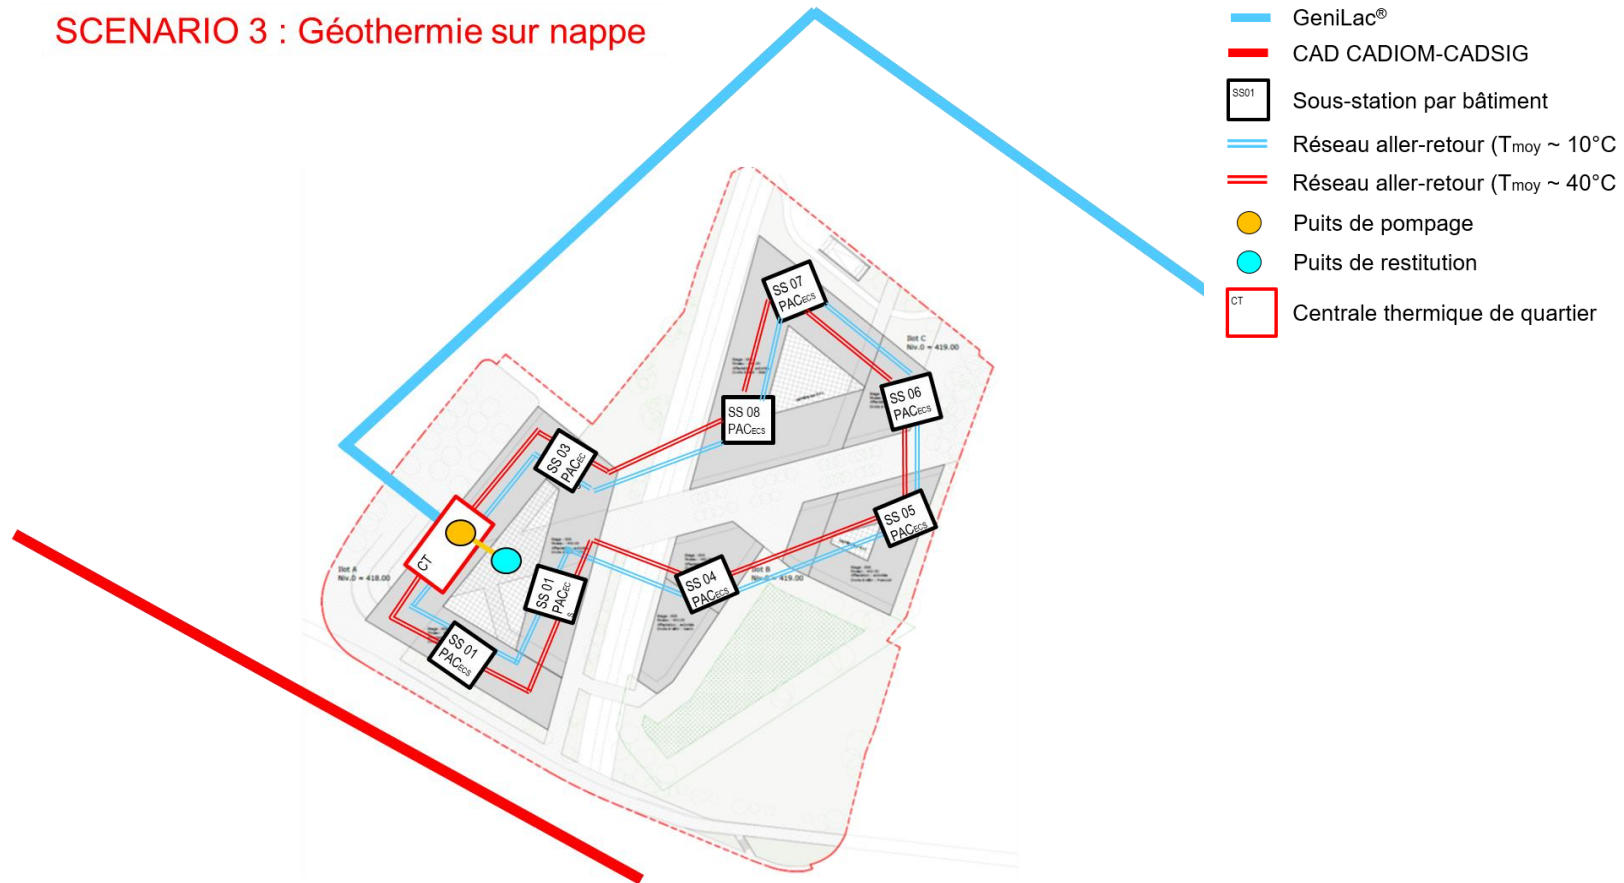 SCENARIO 3 : Géothermie sur nappe
GeniLac®
CAD CADIOM-CADSIG
SS01
Sous-station par bâtiment
Réseau aller-retour (Tmoy ~ 10°C
Réseau aller-retour (Tmoy ~ 40°C
Puits de pompage
Puits de restitution
CT
Centrale thermique de quartier
SS 07
PACECS
Ilot C
Niv.0 = 419.00
SS 06
PACECS
SS 08
PACECS
SS 03
PACEC
SS 05
PACECS
CT
Ilot A
Niv.0 = 418.00
SS 01
PACEC
S
SS 04
PACECS
Ilot B
Niv.0 = 419.00
SS 01
PACECS